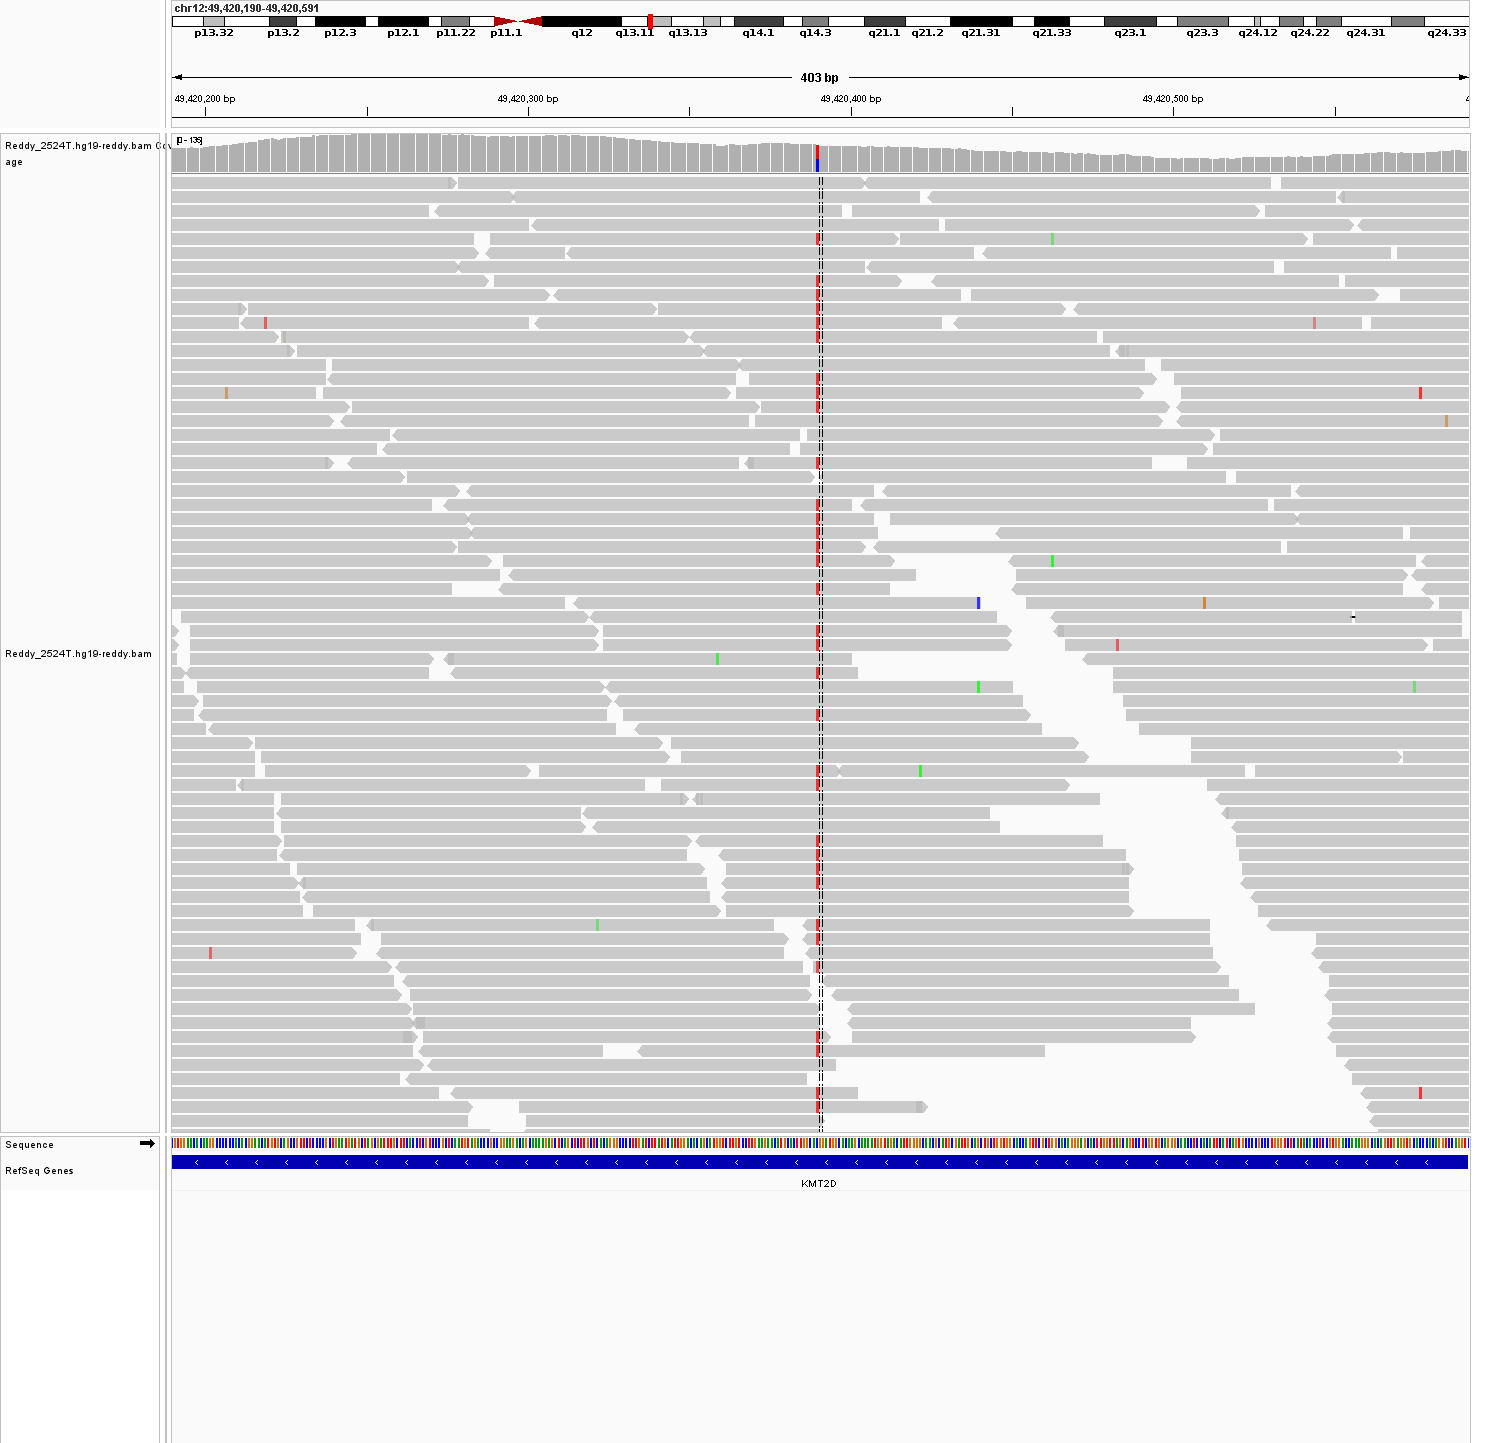 chr12:49,420,190-49,420,591
p13.32 p13.2 p12.3 p12.1 p11.22 p11.1 q12 q13.11 q13.13 q14.1 q14.3 q21.1 q21.2 q21.31 q21.33 q23.1 q23.3 q24.12 q24.22 q24.31 q24.33
403 bp
49,420,200 bp 49,420,300 bp 49,420,400 bp 49,420,500 bp 4
Reddy_2524T.hg19-reddy.bam Cov
age
[0 - 136]
Reddy_2524T.hg19-reddy.bam
Sequence
RefSeq Genes
KMT2D